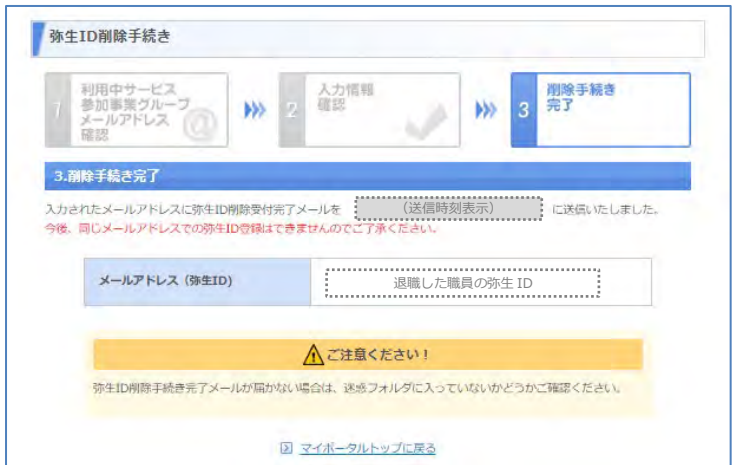 弥生ID削除手続き
1
利用中サービス
参加事業グループ
メールアドレス
確認
2
入力情報
確認
3
削除手続き
完了
3.削除手続き完了
入力されたメールアドレスに弥生ID削除受付完了メールを (送信時刻表示) に送信いたしました。
今後、同じメールアドレスでの弥生ID登録はできませんのでご了承ください。
メールアドレス (弥生ID) 退職した職員の弥生 ID
ご注意ください！
弥生ID削除手続き完了メールが届かない場合は、迷惑フォルダに入っていないかどうかご確認ください。
マイポータルトップに戻る